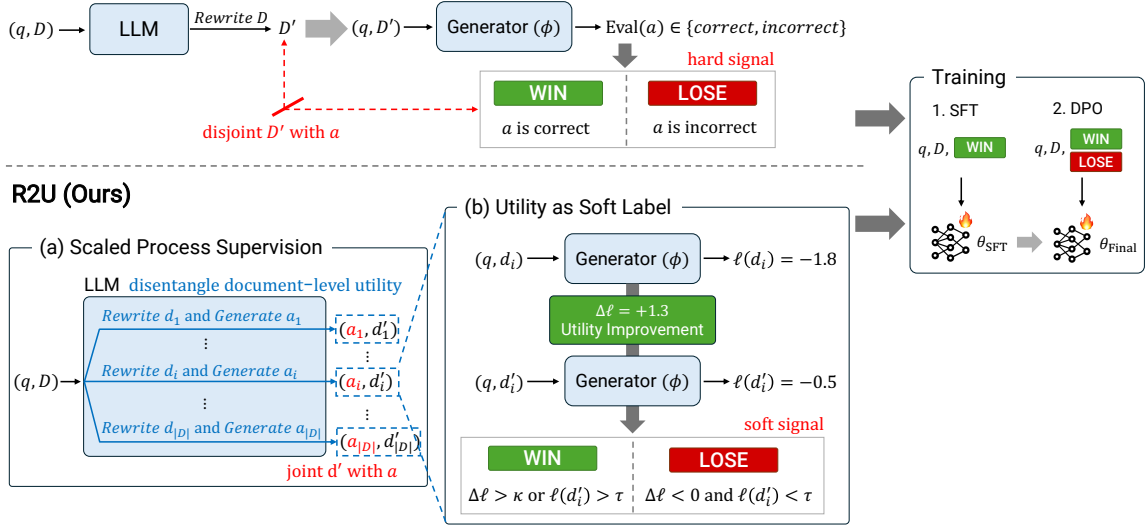 (q, D)
LLM
Rewrite D
D′
(q, D′)
Generator (ϕ)
Eval(a) ∈ {correct, incorrect}
hard signal
WIN
LOSE
a is correct
a is incorrect
disjoint D′ with a
Training
1. SFT
2. DPO
q, D, WIN
q, D, WIN
LOSE
θSFT
θFinal
R2U (Ours)
(a) Scaled Process Supervision
LLM disentangle document-level utility
(q, D)
Rewrite d₁ and Generate a₁
(a₁, d′₁)
⋮
⋮
Rewrite dᵢ and Generate aᵢ
(aᵢ, d′ᵢ)
⋮
⋮
Rewrite d|D| and Generate a|D|
(a|D|, d′|D|)
joint d′ with a
(b) Utility as Soft Label
(q, dᵢ)
Generator (ϕ)
ℓ(dᵢ) = −1.8
Δℓ = +1.3
Utility Improvement
(q, d′ᵢ)
Generator (ϕ)
ℓ(d′ᵢ) = −0.5
soft signal
WIN
LOSE
Δℓ > κ or ℓ(d′ᵢ) > τ
Δℓ < 0 and ℓ(d′ᵢ) < τ